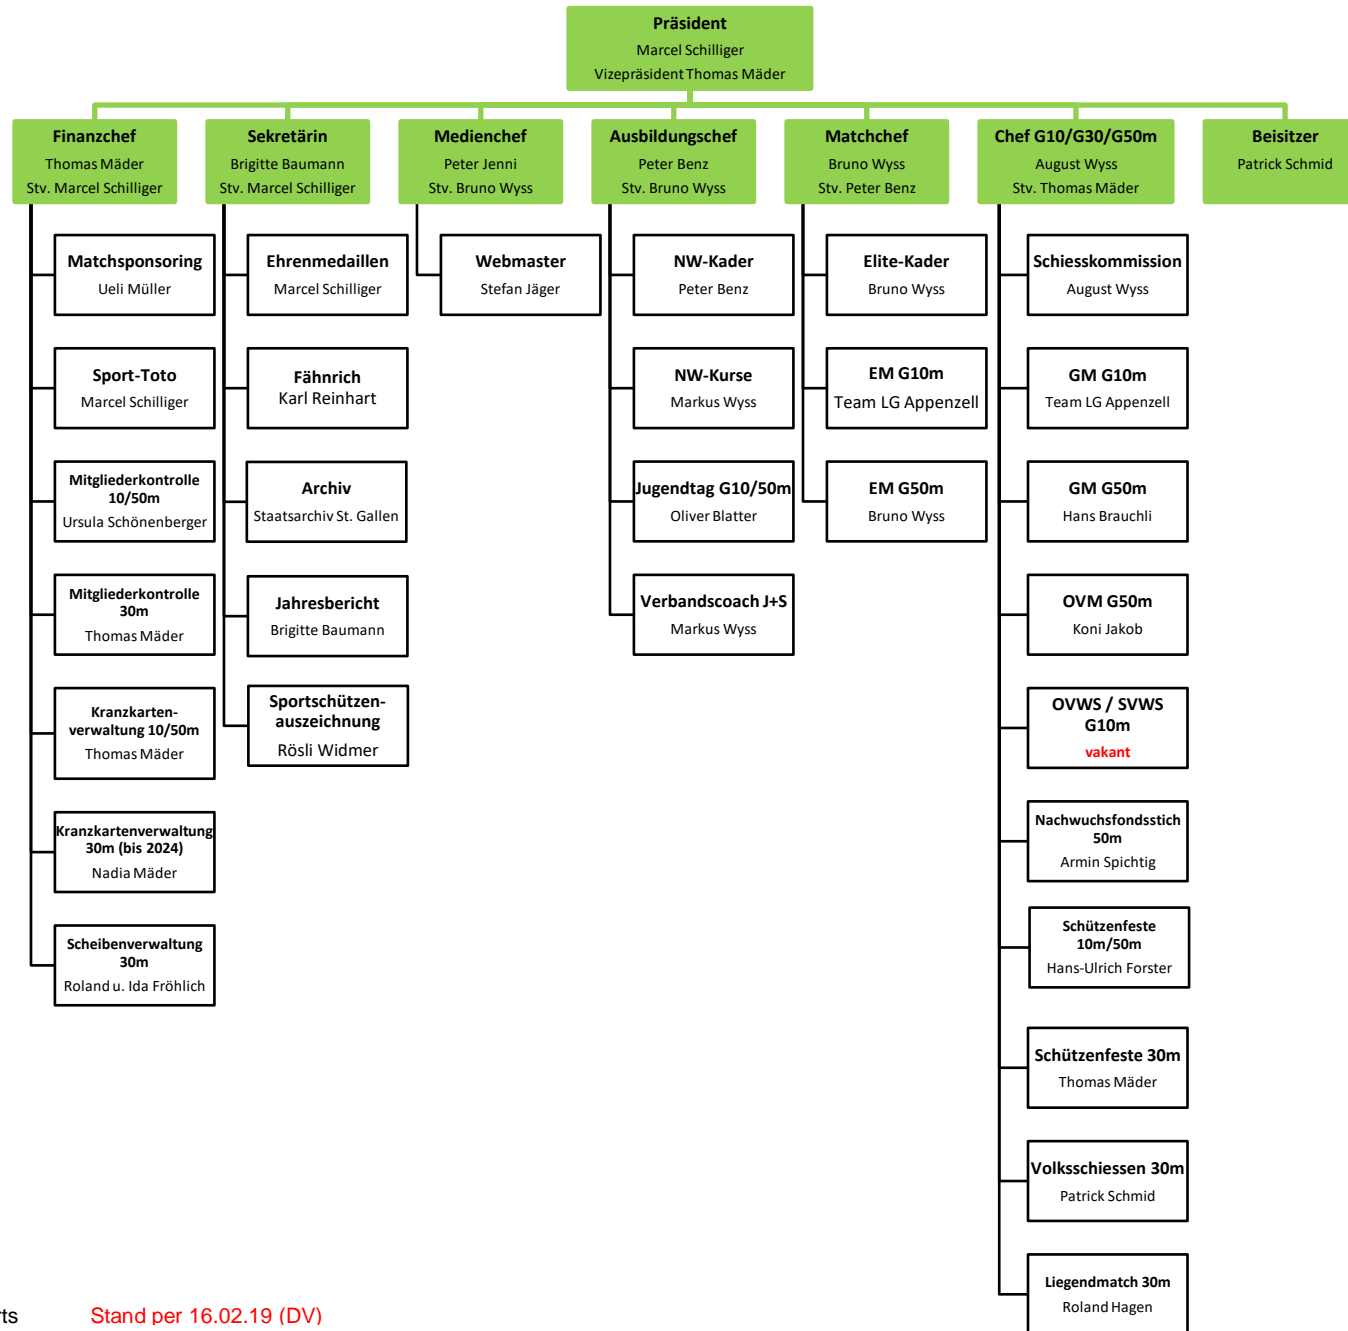 Präsident
Marcel Schilliger
Vizepräsident Thomas Mäder
Finanzchef
Thomas Mäder
Stv. Marcel Schilliger
Sekretärin
Brigitte Baumann
Stv. Marcel Schilliger
Medienchef
Peter Jenni
Stv. Bruno Wyss
Ausbildungschef
Peter Benz
Stv. Bruno Wyss
Matchchef
Bruno Wyss
Stv. Peter Benz
Chef G10/G30/G50m
August Wyss
Stv. Thomas Mäder
Beisitzer
Patrick Schmid
Matchsponsoring
Ueli Müller
Sport-Toto
Marcel Schilliger
Mitgliederkontrolle
10/50m
Ursula Schönenberger
Mitgliederkontrolle
30m
Thomas Mäder
Kranzkarten-
verwaltung 10/50m
Thomas Mäder
Kranzkartenverwaltung
30m (bis 2024)
Nadia Mäder
Scheibenverwaltung
30m
Roland u. Ida Fröhlich
Ehrenmedaillen
Marcel Schilliger
Fähnrich
Karl Reinhart
Archiv
Staatsarchiv St. Gallen
Jahresbericht
Brigitte Baumann
Sportschützen-
auszeichnung
Rösli Widmer
Webmaster
Stefan Jäger
NW-Kader
Peter Benz
NW-Kurse
Markus Wyss
Jugendtag G10/50m
Oliver Blatter
Verbandscoach J+S
Markus Wyss
Elite-Kader
Bruno Wyss
EM G10m
Team LG Appenzell
EM G50m
Bruno Wyss
Schiesskommission
August Wyss
GM G10m
Team LG Appenzell
GM G50m
Hans Brauchli
OVM G50m
Koni Jakob
OVWS / SVWS
G10m
vakant
Nachwuchsfondsstich
50m
Armin Spichtig
Schützenfeste
10m/50m
Hans-Ulrich Forster
Schützenfeste 30m
Thomas Mäder
Volksschiessen 30m
Patrick Schmid
Liegendmatch 30m
Roland Hagen
rts Stand per 16.02.19 (DV)